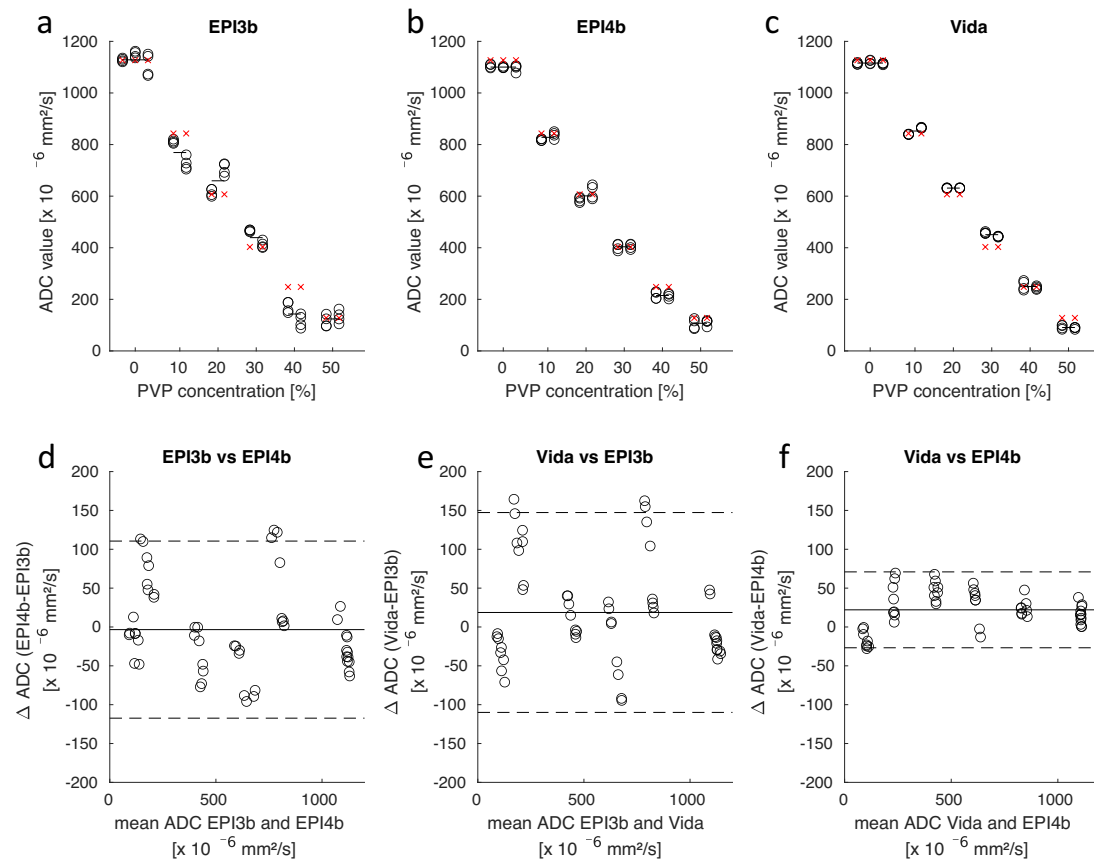 a
EPI3b
1200
1000
800
600
400
200
0
ADC value [x 10 ⁻⁶ mm²/s]
0 10 20 30 40 50
PVP concentration [%]
b
EPI4b
1200
1000
800
600
400
200
0
ADC value [x 10 ⁻⁶ mm²/s]
0 10 20 30 40 50
PVP concentration [%]
c
Vida
1200
1000
800
600
400
200
0
ADC value [x 10 ⁻⁶ mm²/s]
0 10 20 30 40 50
PVP concentration [%]
d
EPI3b vs EPI4b
200
150
100
50
0
-50
-100
-150
-200
Δ ADC (EPI4b-EPI3b)
[x 10 ⁻⁶ mm²/s]
0 500 1000
mean ADC EPI3b and EPI4b
[x 10 ⁻⁶ mm²/s]
e
Vida vs EPI3b
200
150
100
50
0
-50
-100
-150
-200
Δ ADC (Vida-EPI3b)
[x 10 ⁻⁶ mm²/s]
0 500 1000
mean ADC EPI3b and Vida
[x 10 ⁻⁶ mm²/s]
f
Vida vs EPI4b
200
150
100
50
0
-50
-100
-150
-200
Δ ADC (Vida-EPI4b)
[x 10 ⁻⁶ mm²/s]
0 500 1000
mean ADC Vida and EPI4b
[x 10 ⁻⁶ mm²/s]